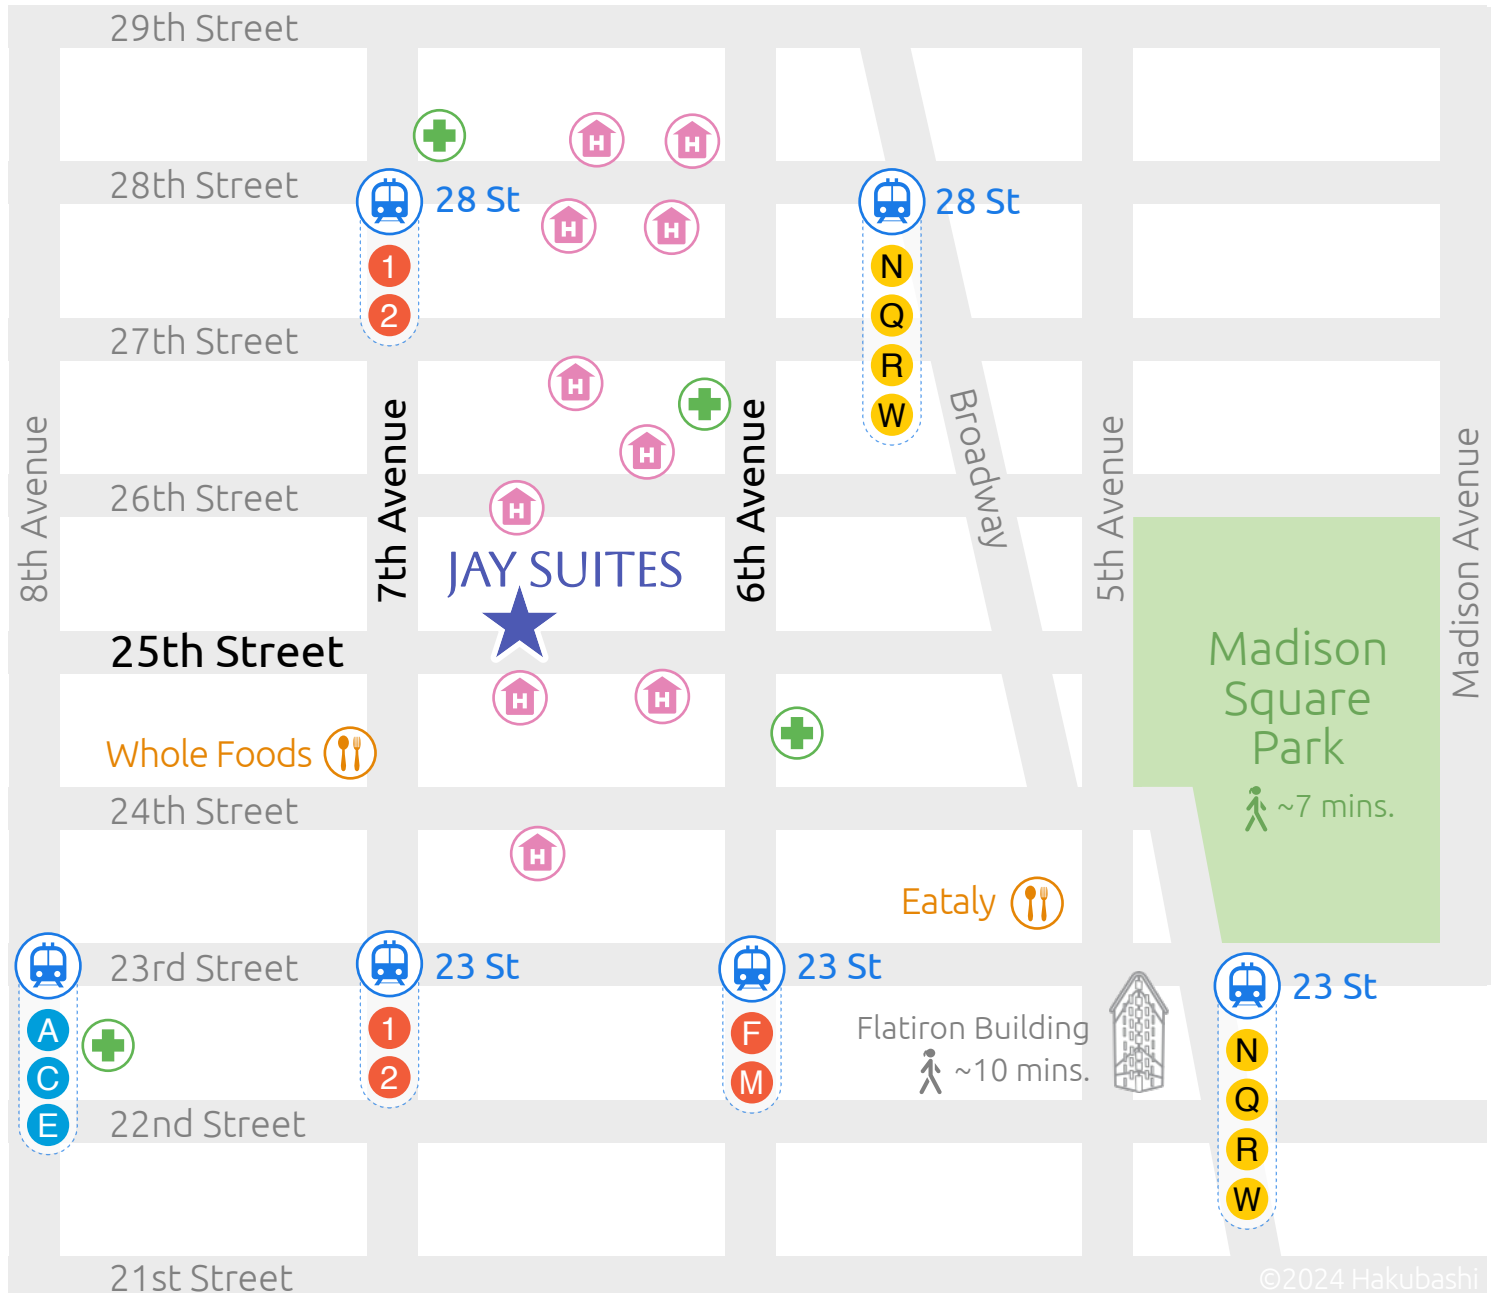 29th Street
H
H
28th Street
28 St
28 St
H
H
1
2
N
Q
R
W
27th Street
H
H
8th Avenue
7th Avenue
6th Avenue
Broadway
5th Avenue
Madison Avenue
26th Street
H
JAY SUITES
25th Street
H
H
Madison
Square
Park
~7 mins.
Whole Foods
24th Street
H
Eataly
23rd Street
23 St
23 St
23 St
A
C
E
1
2
F
M
Flatiron Building
~10 mins.
N
Q
R
W
22nd Street
21st Street
©2024 Hakubashi